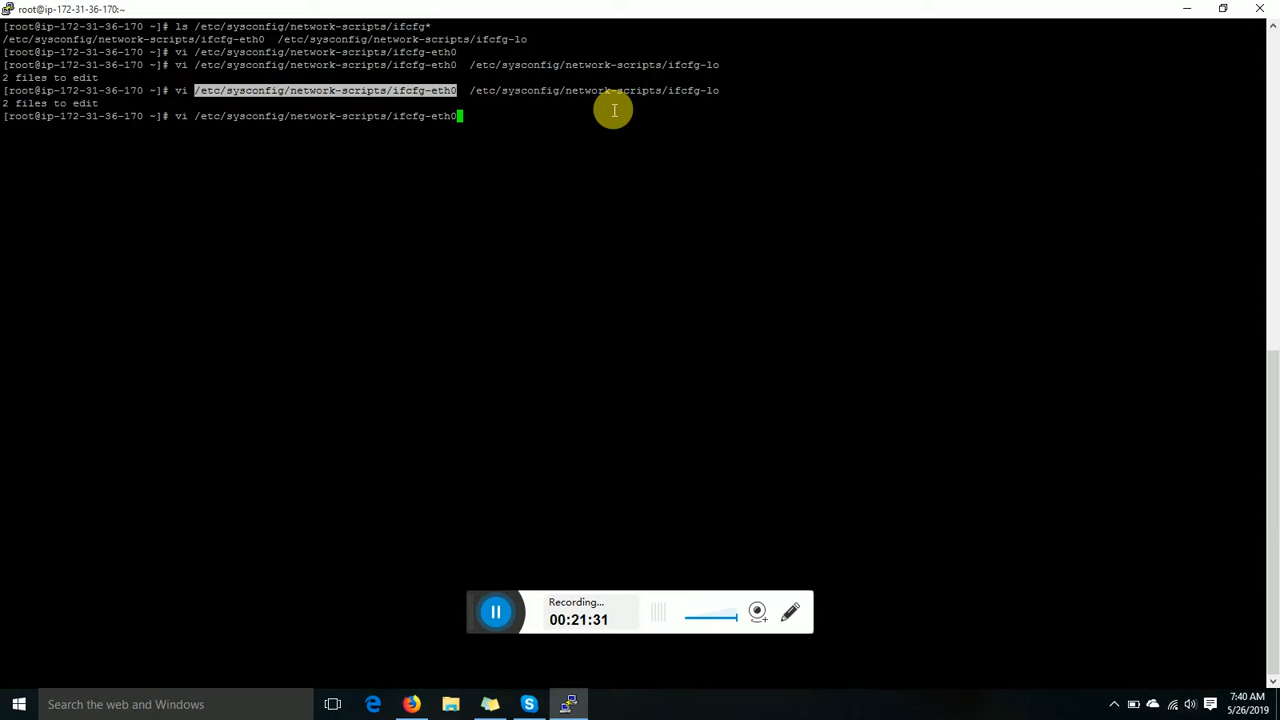 root@ip-172-31-36-170:~
[root@ip-172-31-36-170 ~]# ls /etc/sysconfig/network-scripts/ifcfg*
/etc/sysconfig/network-scripts/ifcfg-eth0  /etc/sysconfig/network-scripts/ifcfg-lo
[root@ip-172-31-36-170 ~]# vi /etc/sysconfig/network-scripts/ifcfg-eth0
[root@ip-172-31-36-170 ~]# vi /etc/sysconfig/network-scripts/ifcfg-eth0  /etc/sysconfig/network-scripts/ifcfg-lo
2 files to edit
[root@ip-172-31-36-170 ~]# vi /etc/sysconfig/network-scripts/ifcfg-eth0  /etc/sysconfig/network-scripts/ifcfg-lo
2 files to edit
[root@ip-172-31-36-170 ~]# vi /etc/sysconfig/network-scripts/ifcfg-eth0
Recording...
00:21:31
Search the web and Windows
7:40 AM
5/26/2019